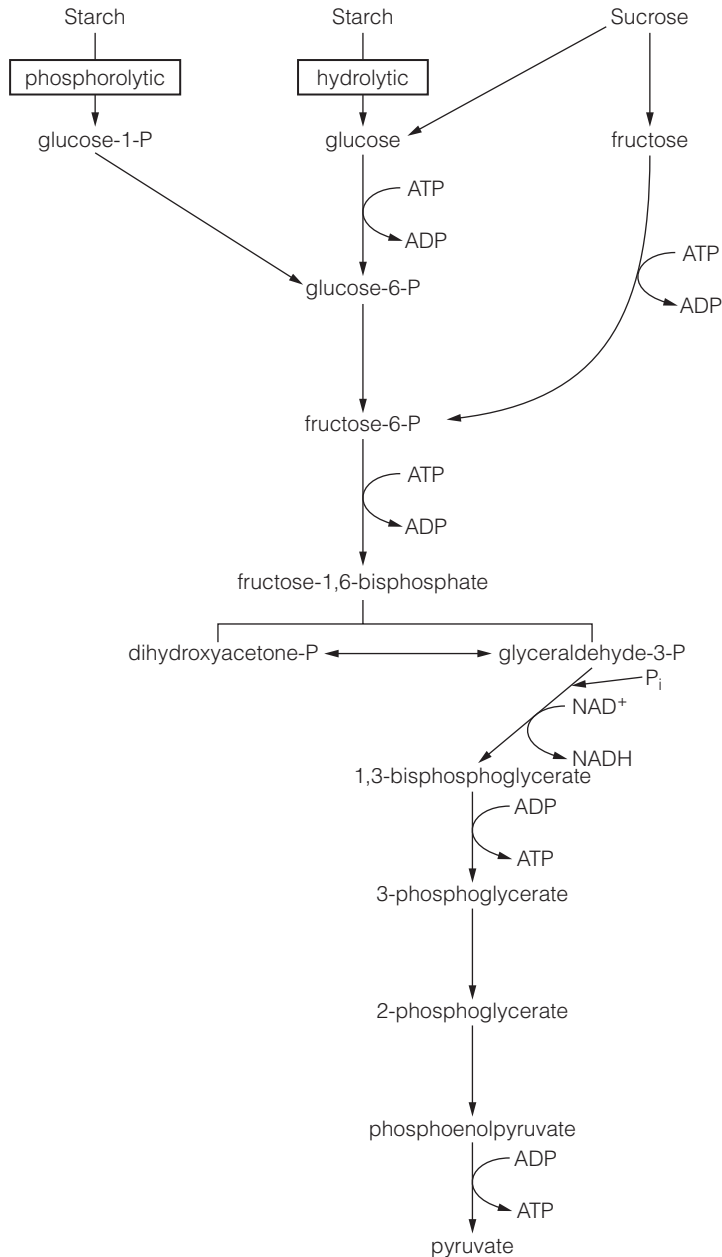 Starch Starch Sucrose
phosphorolytic hydrolytic
glucose-1-P glucose fructose
ATP
ADP
ATP
ADP
glucose-6-P
fructose-6-P
ATP
ADP
fructose-1,6-bisphosphate
dihydroxyacetone-P glyceraldehyde-3-P
Pi
NAD+
NADH
1,3-bisphosphoglycerate
ADP
ATP
3-phosphoglycerate
2-phosphoglycerate
phosphoenolpyruvate
ADP
ATP
pyruvate